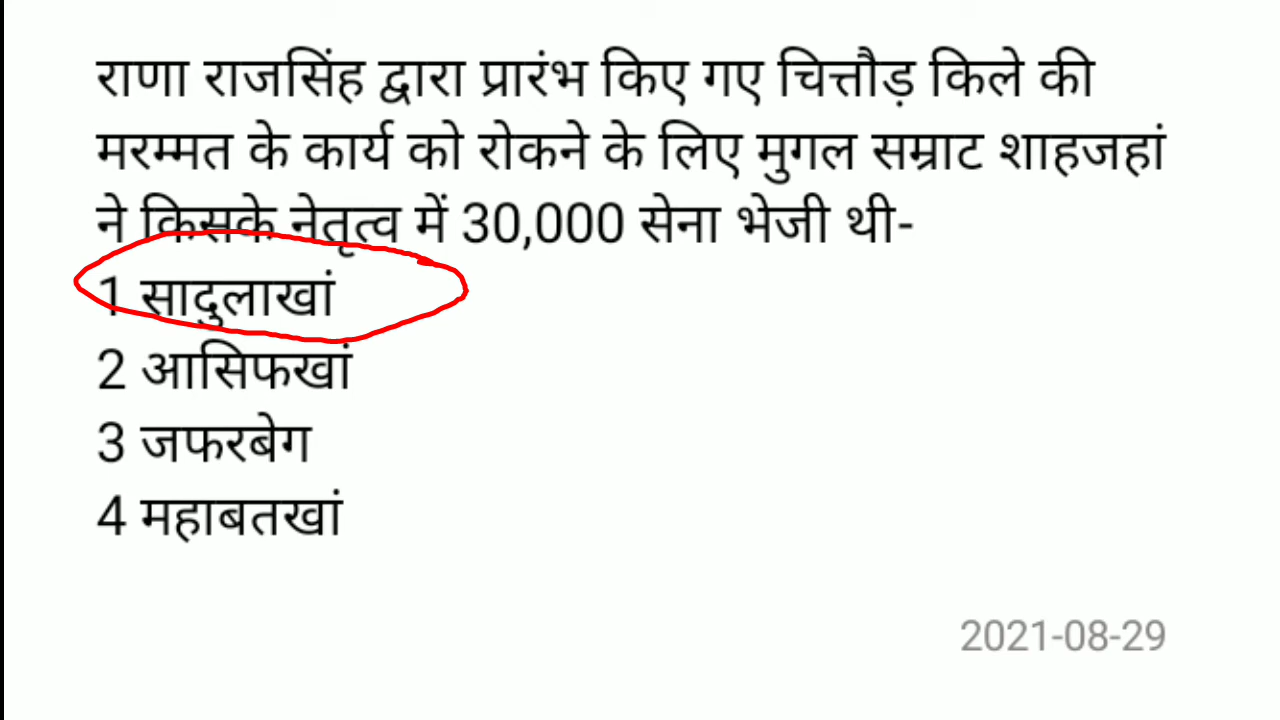 राणा राजसिंह द्वारा प्रारंभ किए गए चित्तौड़ किले की
मरम्मत के कार्य को रोकने के लिए मुगल सम्राट शाहजहां
ने किसके नेतृत्व में 30,000 सेना भेजी थी-
1 सादुलाखां
2 आसिफखां
3 जफरबेग
4 महाबतखां
2021-08-29